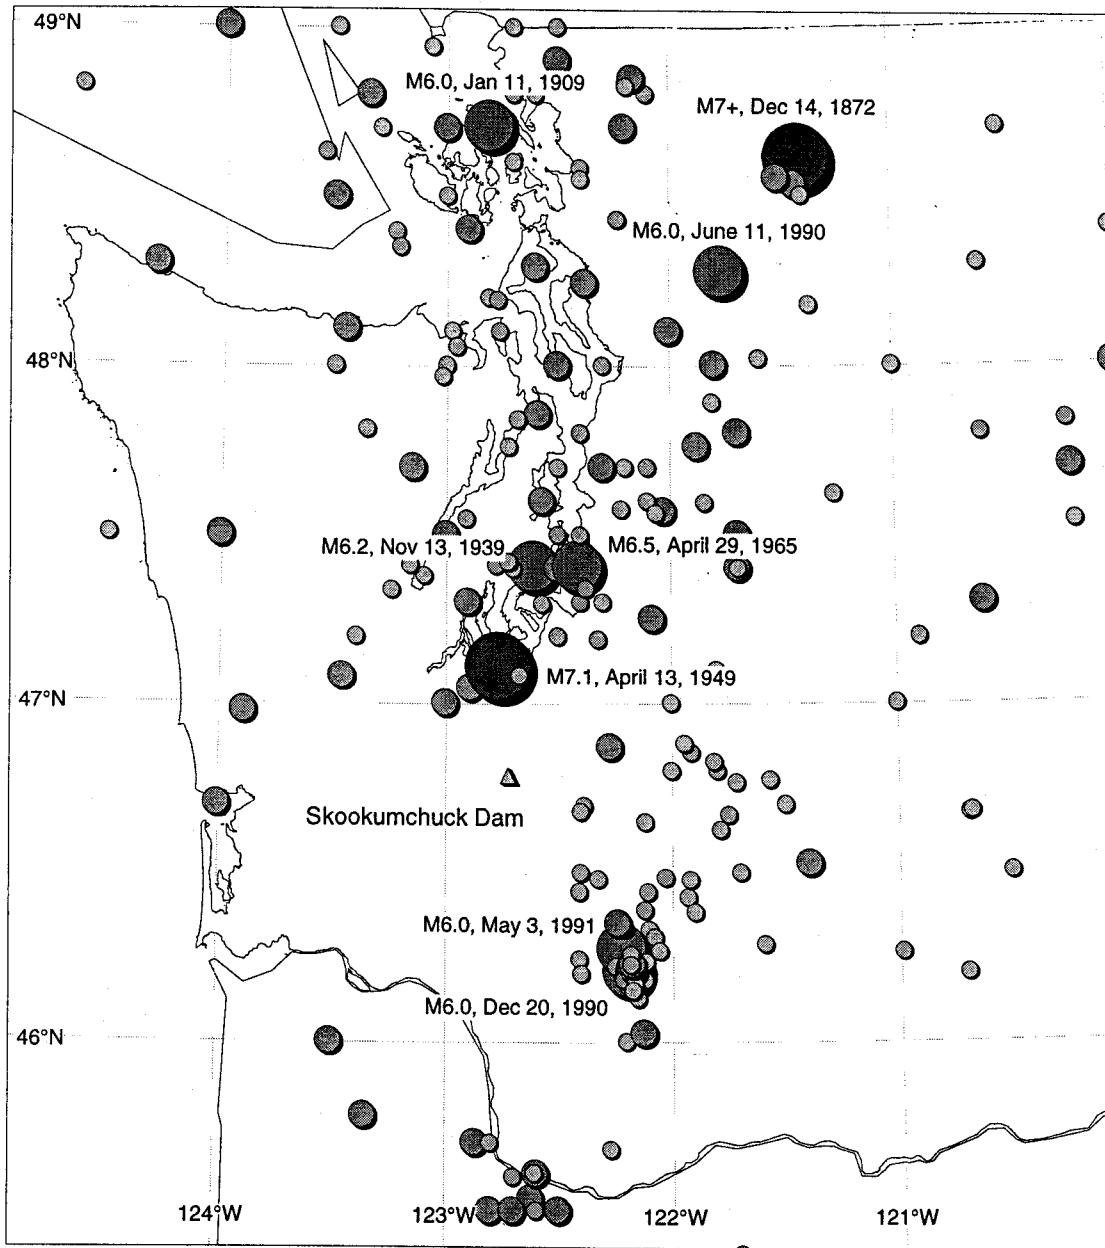 49°N
M6.0, Jan 11, 1909
M7+, Dec 14, 1872
M6.0, June 11, 1990
48°N
M6.2, Nov 13, 1939
M6.5, April 29, 1965
M7.1, April 13, 1949
47°N
Skookumchuck Dam
M6.0, May 3, 1991
M6.0, Dec 20, 1990
46°N
124°W
123°W
122°W
121°W